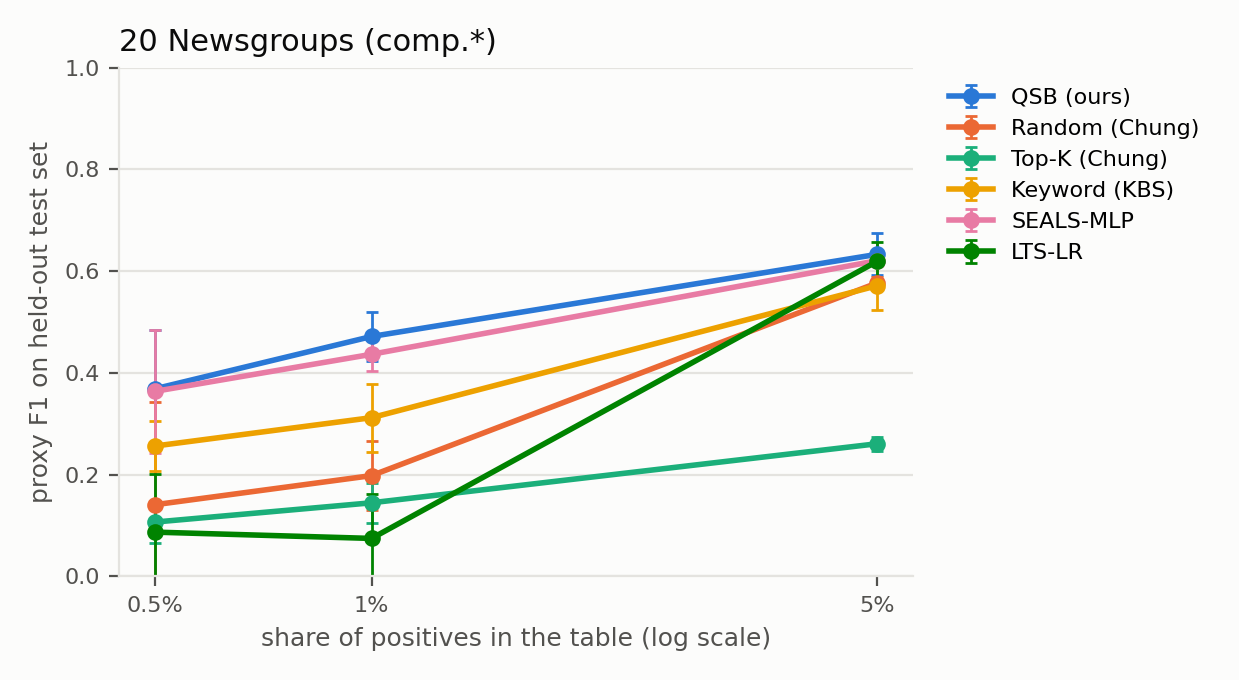 20 Newsgroups (comp.*)
1.0
0.8
0.6
0.4
0.2
0.0
proxy F1 on held-out test set
0.5%
1%
5%
share of positives in the table (log scale)
QSB (ours)
Random (Chung)
Top-K (Chung)
Keyword (KBS)
SEALS-MLP
LTS-LR